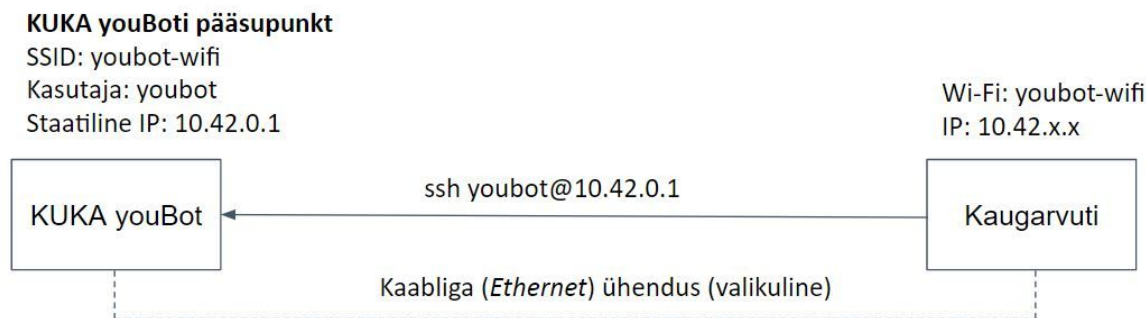 KUKA youBoti pääsupunkt
SSID: youbot-wifi
Kasutaja: youbot
Staatiline IP: 10.42.0.1
Wi-Fi: youbot-wifi
IP: 10.42.x.x
KUKA youBot
ssh youbot@10.42.0.1
Kaugarvuti
Kaabliga (Ethernet) ühendus (valikuline)